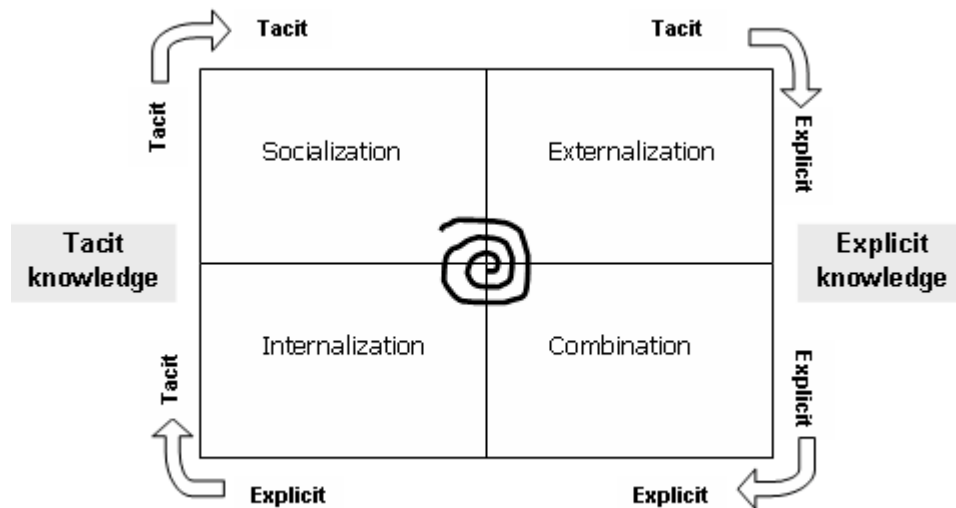 Tacit
Tacit
Tacit
Explicit
Socialization
Externalization
Tacit
knowledge
Explicit
knowledge
Internalization
Combination
Tacit
Explicit
Explicit
Explicit